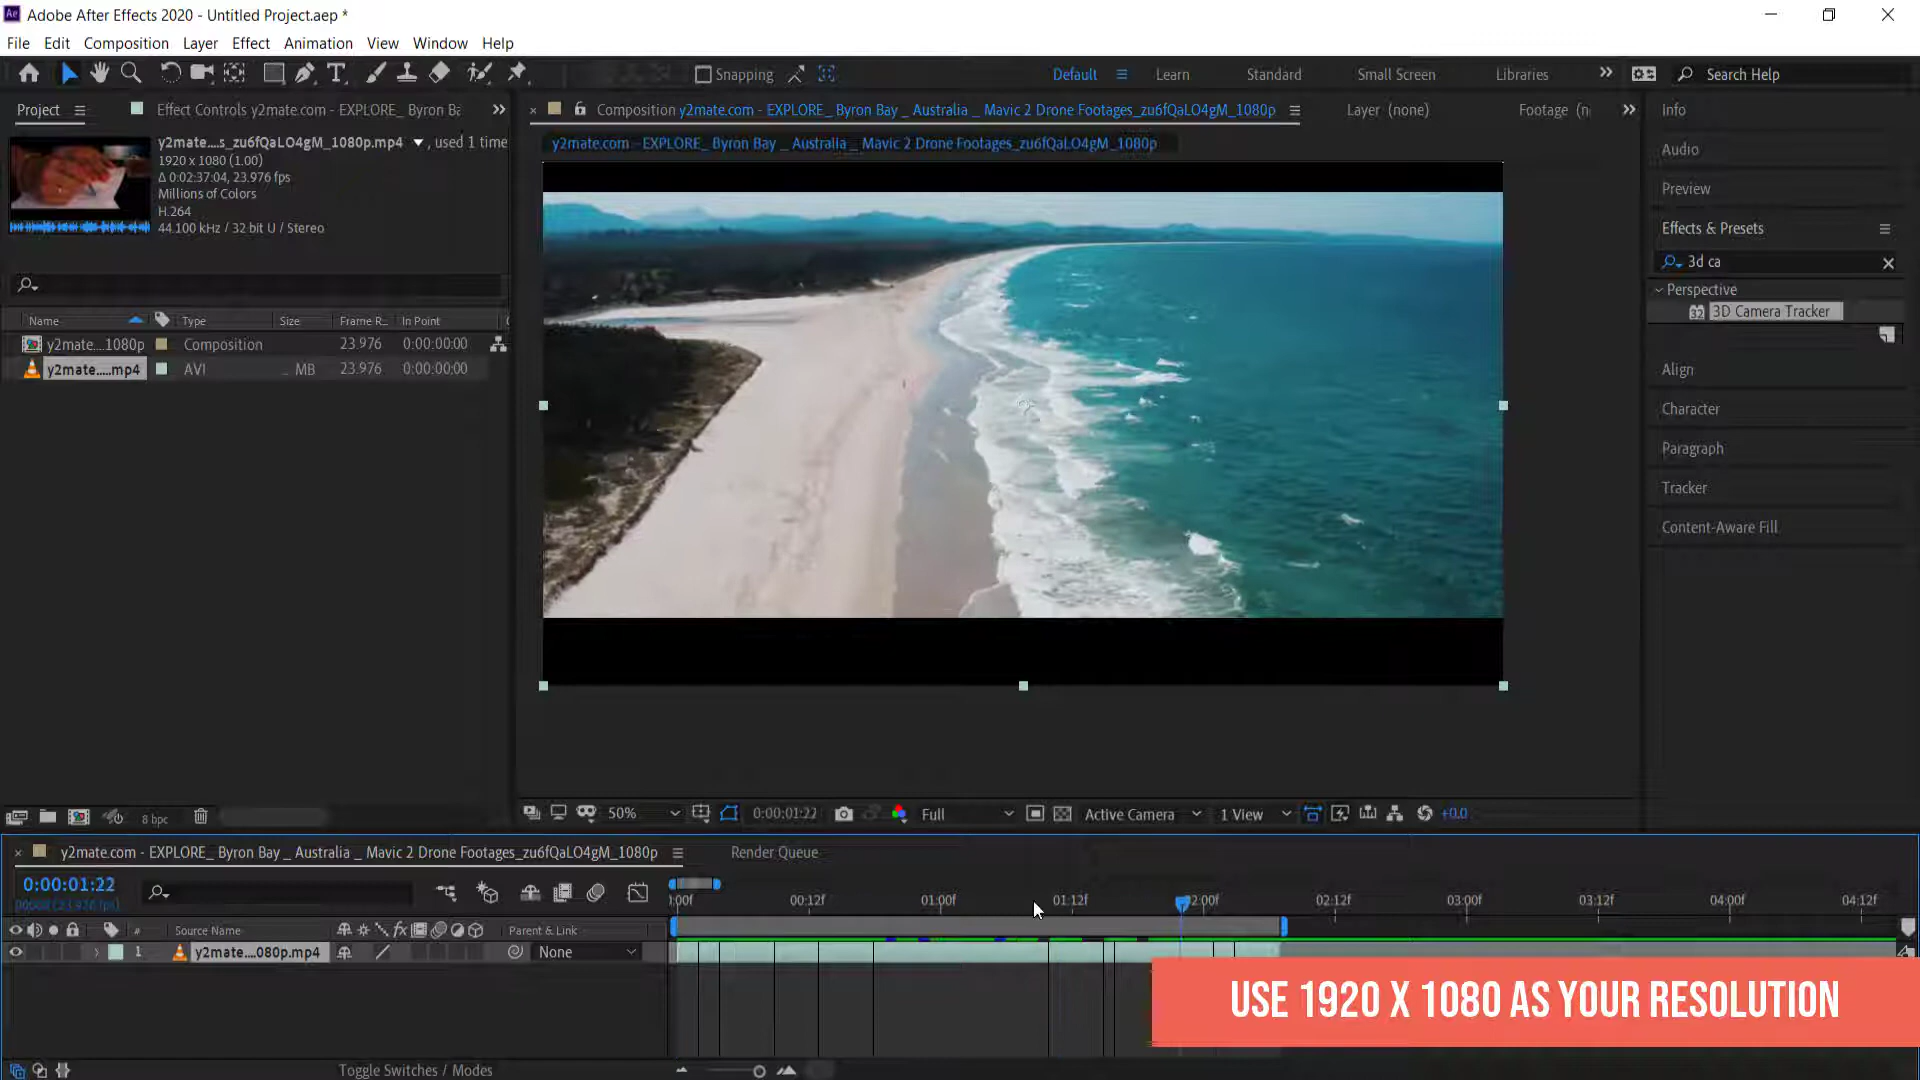 Adobe After Effects 2020 - Untitled Project.aep *
File Edit Composition Layer Effect Animation View Window Help
Snapping
Default Learn Standard Small Screen Libraries Search Help
Project Effect Controls y2mate.com - EXPLORE_ Byron Ba
Composition y2mate.com - EXPLORE_ Byron Bay _ Australia _ Mavic 2 Drone Footages_zu6fQaLO4gM_1080p Layer (none) Footage (n
y2mate.com - EXPLORE_ Byron Bay _ Australia _ Mavic 2 Drone Footages_zu6fQaLO4gM_1080p
y2mate....s_zu6fQaLO4gM_1080p.mp4 , used 1 time
1920 x 1080 (1.00)
Δ 0:02:37:04, 23.976 fps
Millions of Colors
H.264
44.100 kHz / 32 bit U / Stereo
Name Type Size Frame R... In Point
y2mate....1080p Composition 23.976 0:00:00:00
y2mate.....mp4 AVI ... MB 23.976 0:00:00:00
Info
Audio
Preview
Effects & Presets
3d ca
Perspective
32 3D Camera Tracker
Align
Character
Paragraph
Tracker
Content-Aware Fill
8 bpc
50% 0:00:01:22 Full Active Camera 1 View +0.0
y2mate.com - EXPLORE_ Byron Bay _ Australia _ Mavic 2 Drone Footages_zu6fQaLO4gM_1080p Render Queue
0:00:01:22
00:12f 01:00f 01:12f 02:00f 02:12f 03:00f 03:12f 04:00f 04:12f
# Source Name fx Parent & Link
1 y2mate....080p.mp4 None
USE 1920 X 1080 AS YOUR RESOLUTION
Toggle Switches / Modes